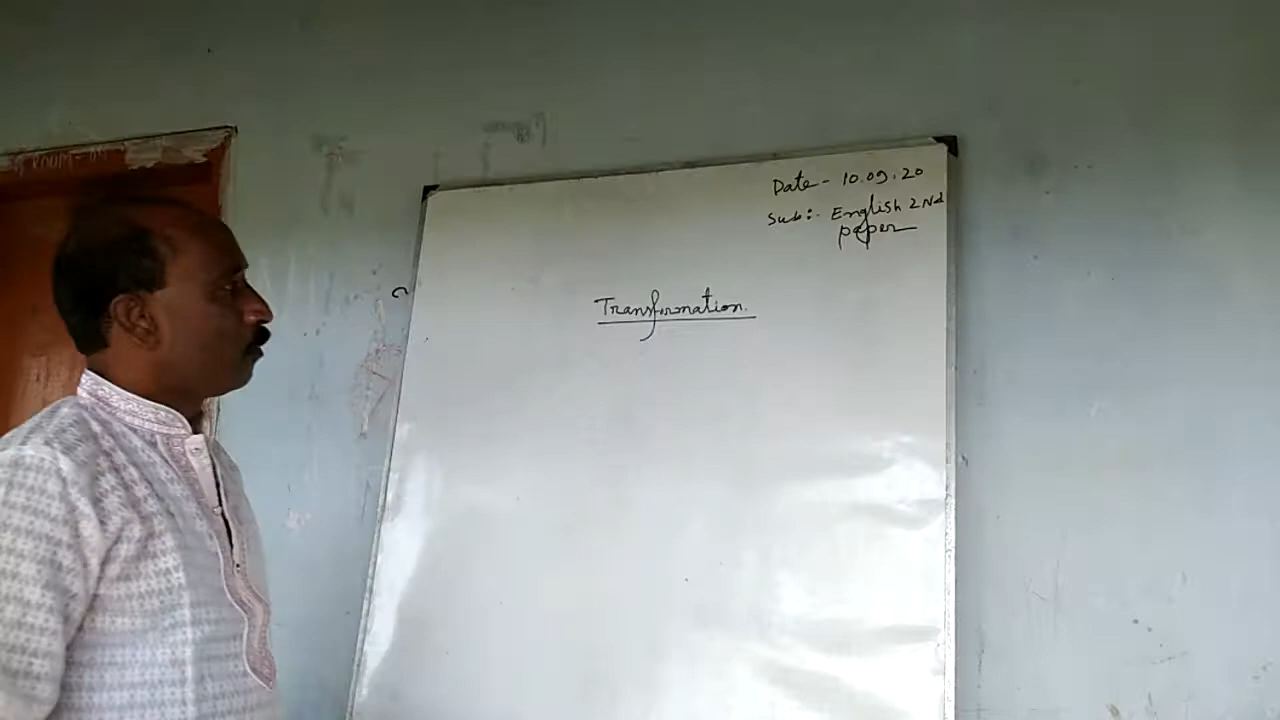 Date - 10.09.20
Sub:- English 2nd
paper
Transformation.